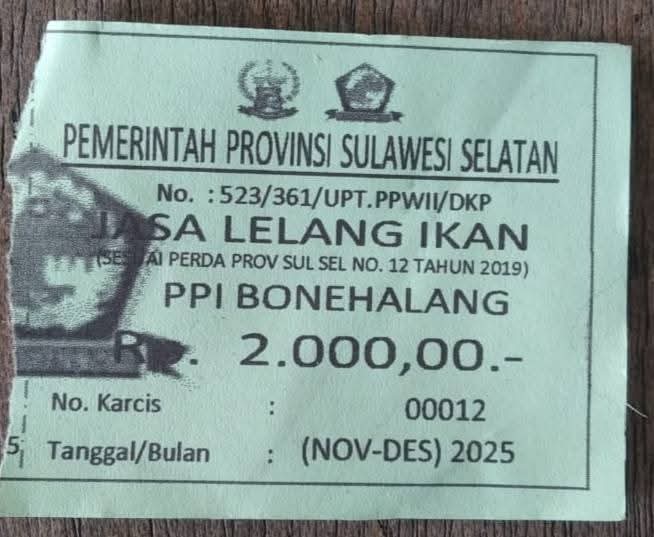 PEMERINTAH PROVINSI SULAWESI SELATAN
No. : 523/361/UPT.PPWII/DKP
JASA LELANG IKAN
(SESUAI PERDA PROV SUL SEL NO. 12 TAHUN 2019)
PPI BONEHALANG
Rp. 2.000,00.-
No. Karcis : 00012
5 Tanggal/Bulan : (NOV-DES) 2025